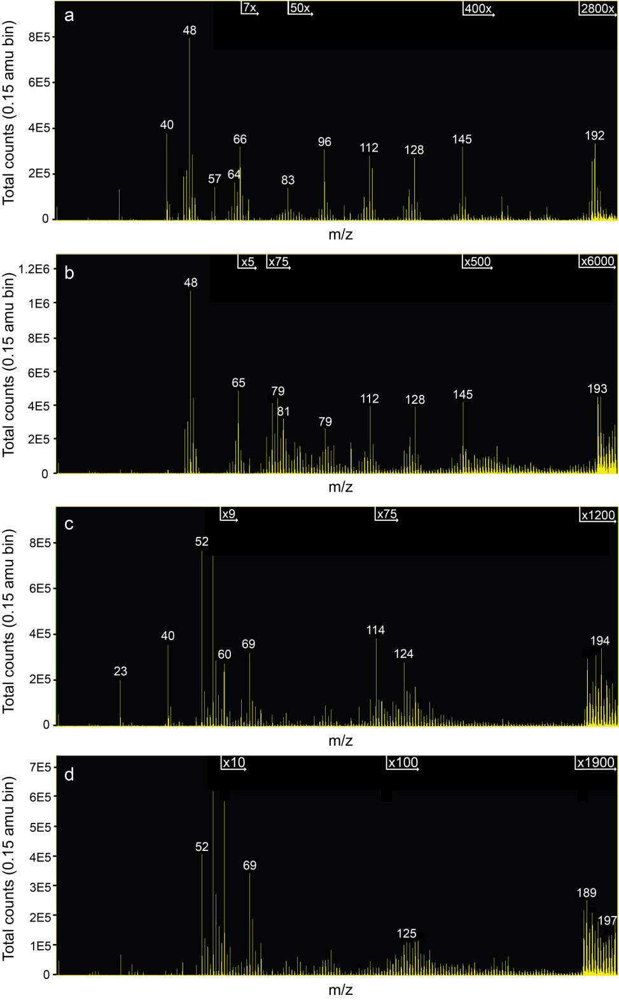 a
7x
50x
400x
2800x
Total counts (0.15 amu bin)
8E5
6E5
4E5
2E5
0
40
48
57
64
66
83
96
112
128
145
192
m/z
b
x5
x75
x500
x6000
Total counts (0.15 amu bin)
1.2E6
1E6
8E5
6E5
4E5
2E5
0
48
65
79
81
79
112
128
145
193
m/z
c
x9
x75
x1200
Total counts (0.15 amu bin)
8E5
6E5
4E5
2E5
0
23
40
52
60
69
114
124
194
m/z
d
x10
x100
x1900
Total counts (0.15 amu bin)
7E5
6E5
5E5
4E5
3E5
2E5
1E5
0
52
69
125
189
197
m/z